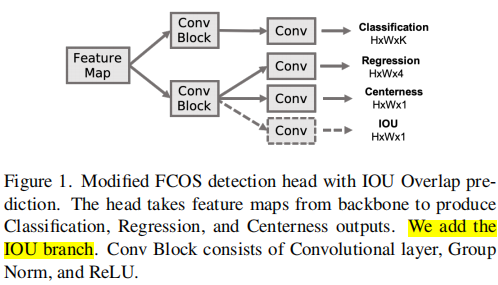 Feature
Map
Conv
Block
Conv
Classification
HxWxK
Conv
Block
Conv
Regression
HxWx4
Conv
Centerness
HxWx1
Conv
IOU
HxWx1
Figure 1. Modified FCOS detection head with IOU Overlap pre-
diction. The head takes feature maps from backbone to produce
Classification, Regression, and Centerness outputs. We add the
IOU branch. Conv Block consists of Convolutional layer, Group
Norm, and ReLU.